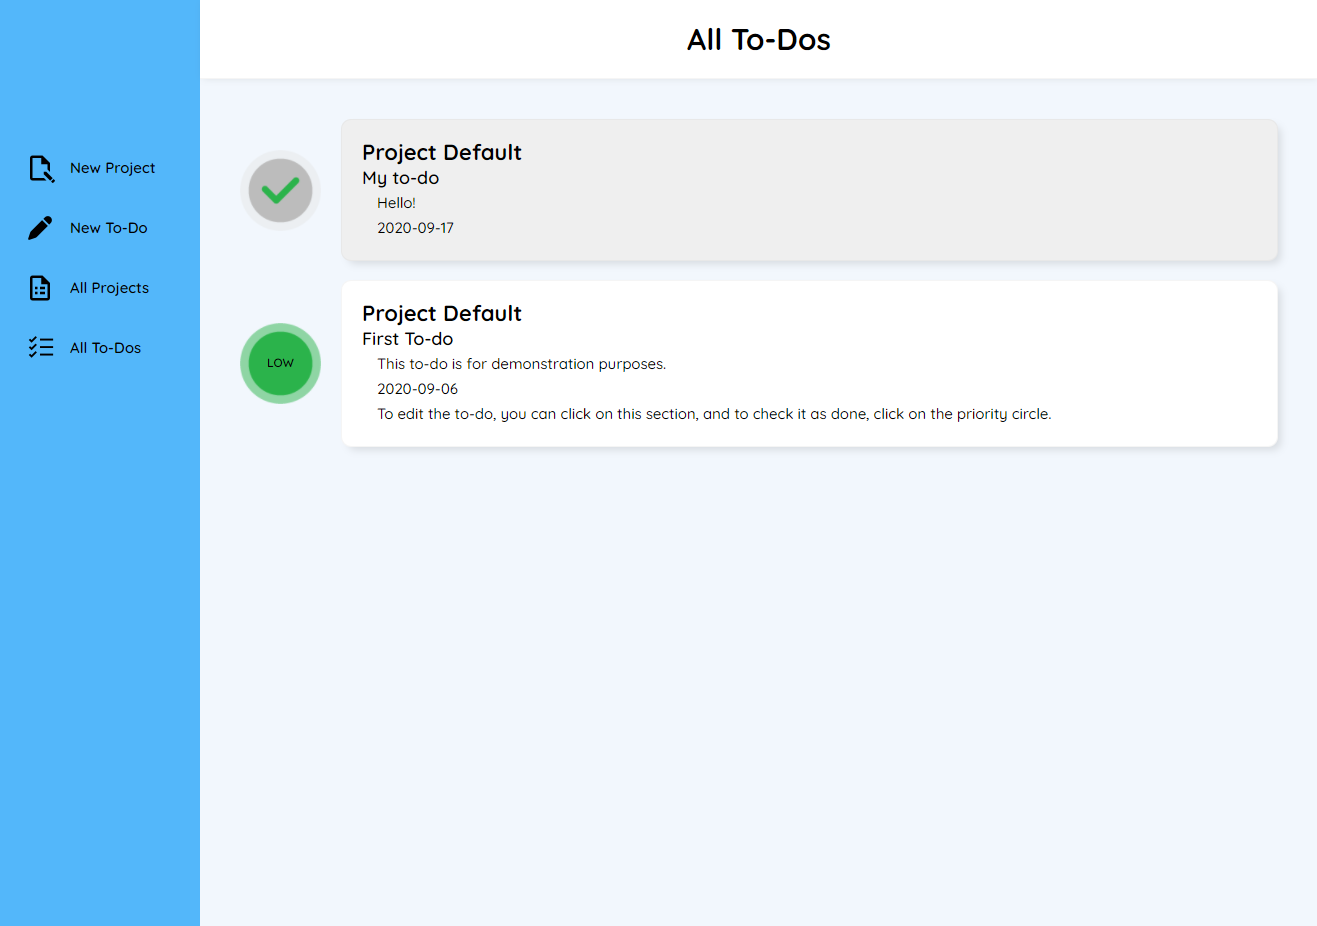 All To-Dos
New Project
New To-Do
All Projects
All To-Dos
Project Default
My to-do
Hello!
2020-09-17
LOW
Project Default
First To-do
This to-do is for demonstration purposes.
2020-09-06
To edit the to-do, you can click on this section, and to check it as done, click on the priority circle.